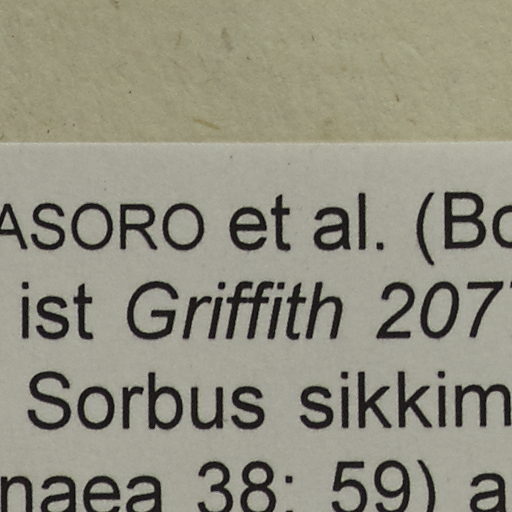 ASORO et al. (Bo
ist Griffith 207
Sorbus sikkim
naea 38: 59) a